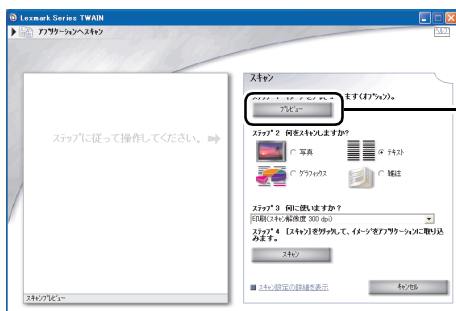 Lexmark Series TWAIN
アプリケーションへスキャン
ヘルプ
スキャン
ます(オプション)。
プレビュー
ステップに従って操作してください。
ステップ 2 何をスキャンしますか?
写真
テキスト
グラフィックス
雑誌
ステップ 3 何に使いますか?
印刷(スキャン解像度 300 dpi)
ステップ 4 [スキャン]をクリックして、イメージをアプリケーションに取り込
みます。
スキャン
スキャン設定の詳細を表示
キャンセル
スキャンプレビュー